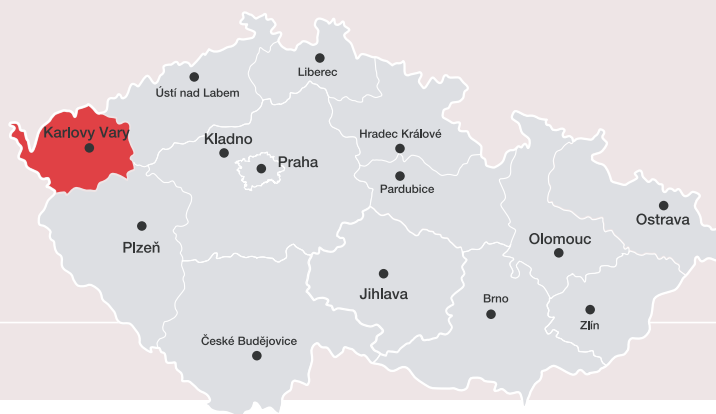 Liberec
Ústí nad Labem
Karlovy Vary
Kladno
Hradec Králové
Praha
Pardubice
Ostrava
Olomouc
Plzeň
Jihlava
Brno
Zlín
České Budějovice